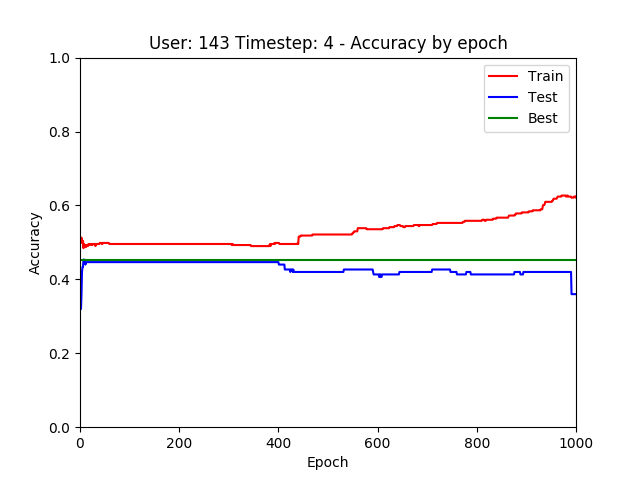 User: 143 Timestep: 4 - Accuracy by epoch
1.0
0.8
0.6
0.4
0.2
0.0
Accuracy
Train
Test
Best
0 200 400 600 800 1000
Epoch